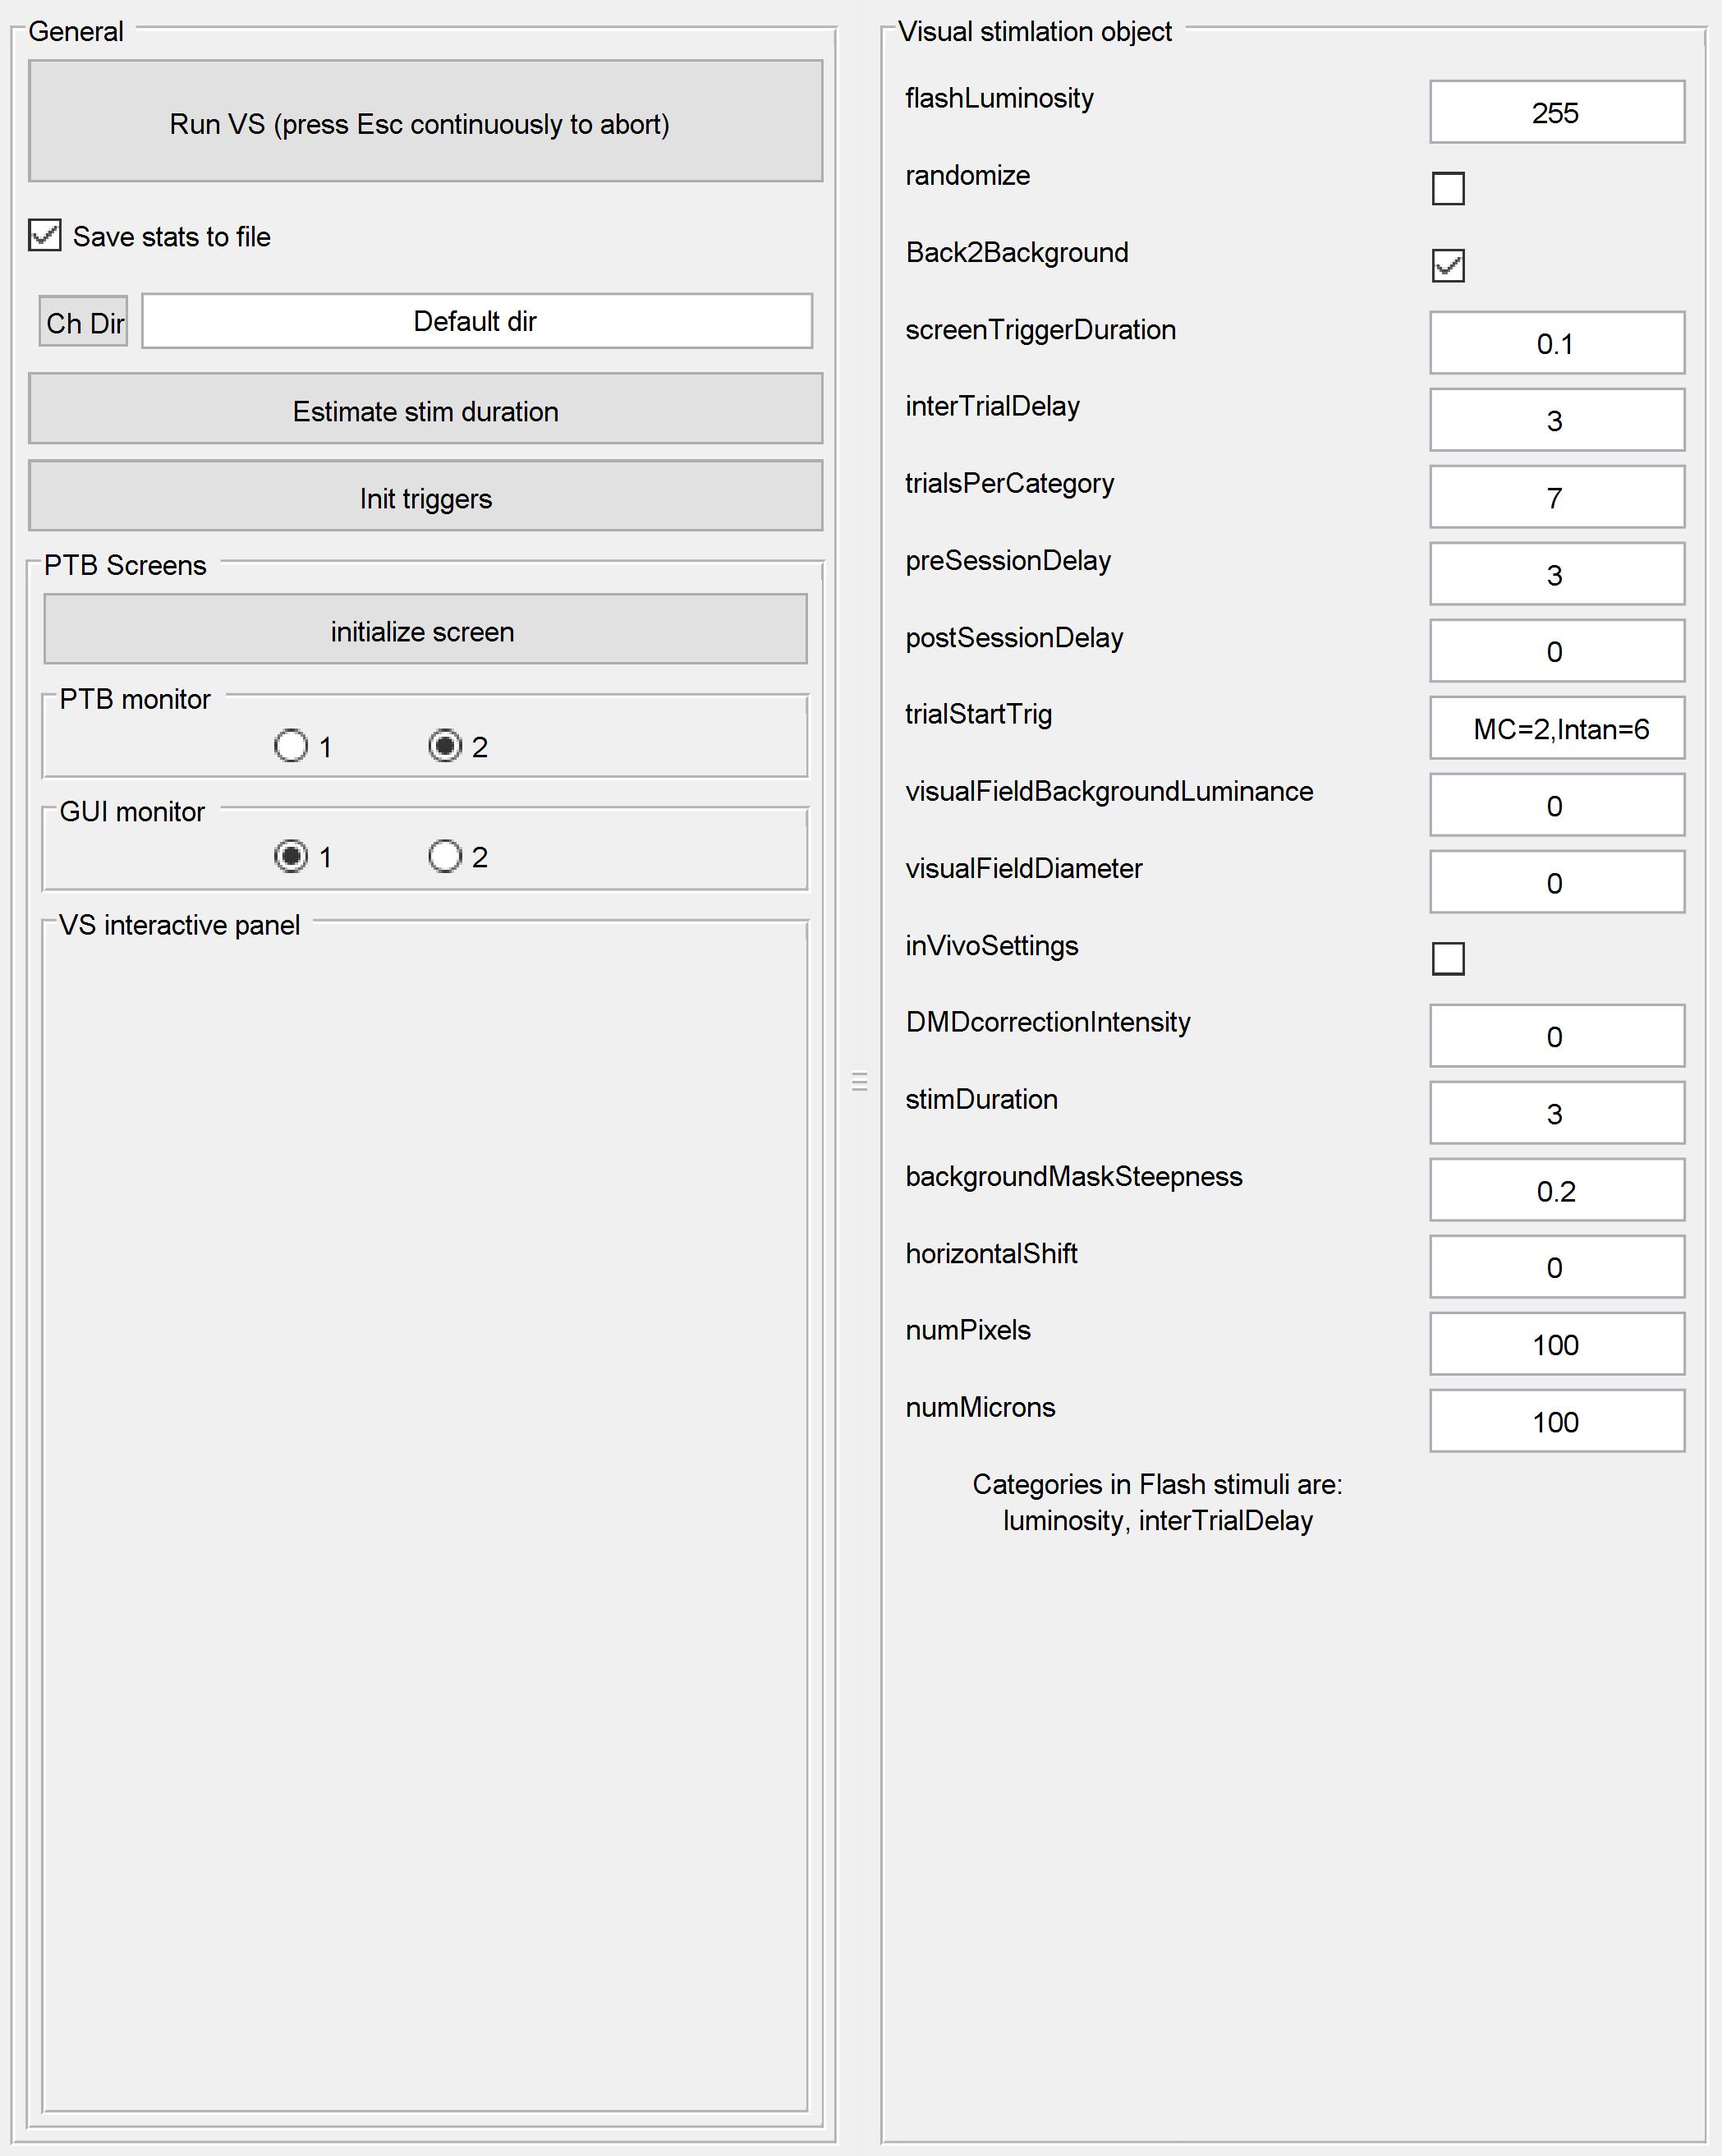 General
Run VS (press Esc continuously to abort)
Save stats to file
Ch Dir
Default dir
Estimate stim duration
Init triggers
PTB Screens
initialize screen
PTB monitor
1 2
GUI monitor
1 2
VS interactive panel
Visual stimlation object
flashLuminosity 255
randomize
Back2Background
screenTriggerDuration 0.1
interTrialDelay 3
trialsPerCategory 7
preSessionDelay 3
postSessionDelay 0
trialStartTrig MC=2,Intan=6
visualFieldBackgroundLuminance 0
visualFieldDiameter 0
inVivoSettings
DMDcorrectionIntensity 0
stimDuration 3
backgroundMaskSteepness 0.2
horizontalShift 0
numPixels 100
numMicrons 100
Categories in Flash stimuli are:
luminosity, interTrialDelay